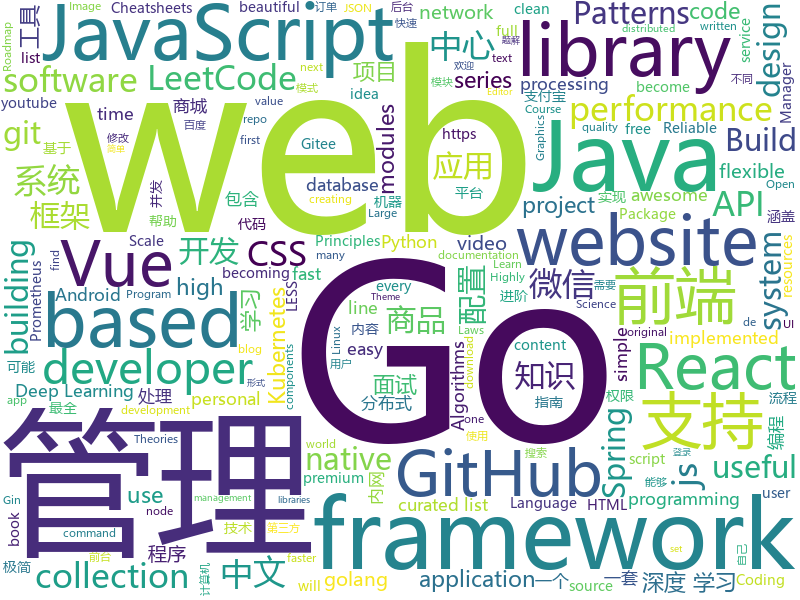 web
Go
管理
JavaScript
library
Java
framework
website
based
Vue
React
GitHub
前端
支持
developer
CSS
native
Spring
js
useful
API
system
design
performance
Patterns
Build
software
LeetCode
building
collection
开发
系统
框架
工具
git
项目
中心
network
series
processing
应用
微信
知识
配置
商品
商城
modules
database
project
flexible
awesome
Cheatsheets
beautiful
订单
JSON
后台
快速
list
youtube
code
clean
Editor
text
欢迎
written
distributed
题解
模块
full
idea
next
模式
become
service
Roadmap
time
修改
百度
简单
repo
first
value
Gitee
不同
支付宝
Course
Graphics
quality
free
Reliable
Manager
https
Image
基于
并发
包含
机器
帮助
实现
平台
Package
Large
Open
涵盖
代码
Principles
Python
Scale
Android
becoming
Prometheus
LESS
fast
video
many
documentation
every
Highly
Learn
find
high
学习
line
Kubernetes
进阶
Laws
implemented
resources
Program
Theme
easy
simple
Algorithms
download
original
de
Science
需要
UI
Linux
内容
用户
content
可能
Deep Learning
处理
面试
分布式
components
blog
形式
指南
权限
流程
one
使用
app
development
最全
personal
编程
Theories
world
搜索
登录
能够
script
内网
Gin
management
book
use
premium
curated list
Language
HTML
programming
user
command
node
程序
技术
libraries
第三方
will
faster
极简
前台
计算机
golang
application
source
一个
一套
set
自己
深度 学习
Coding
中文